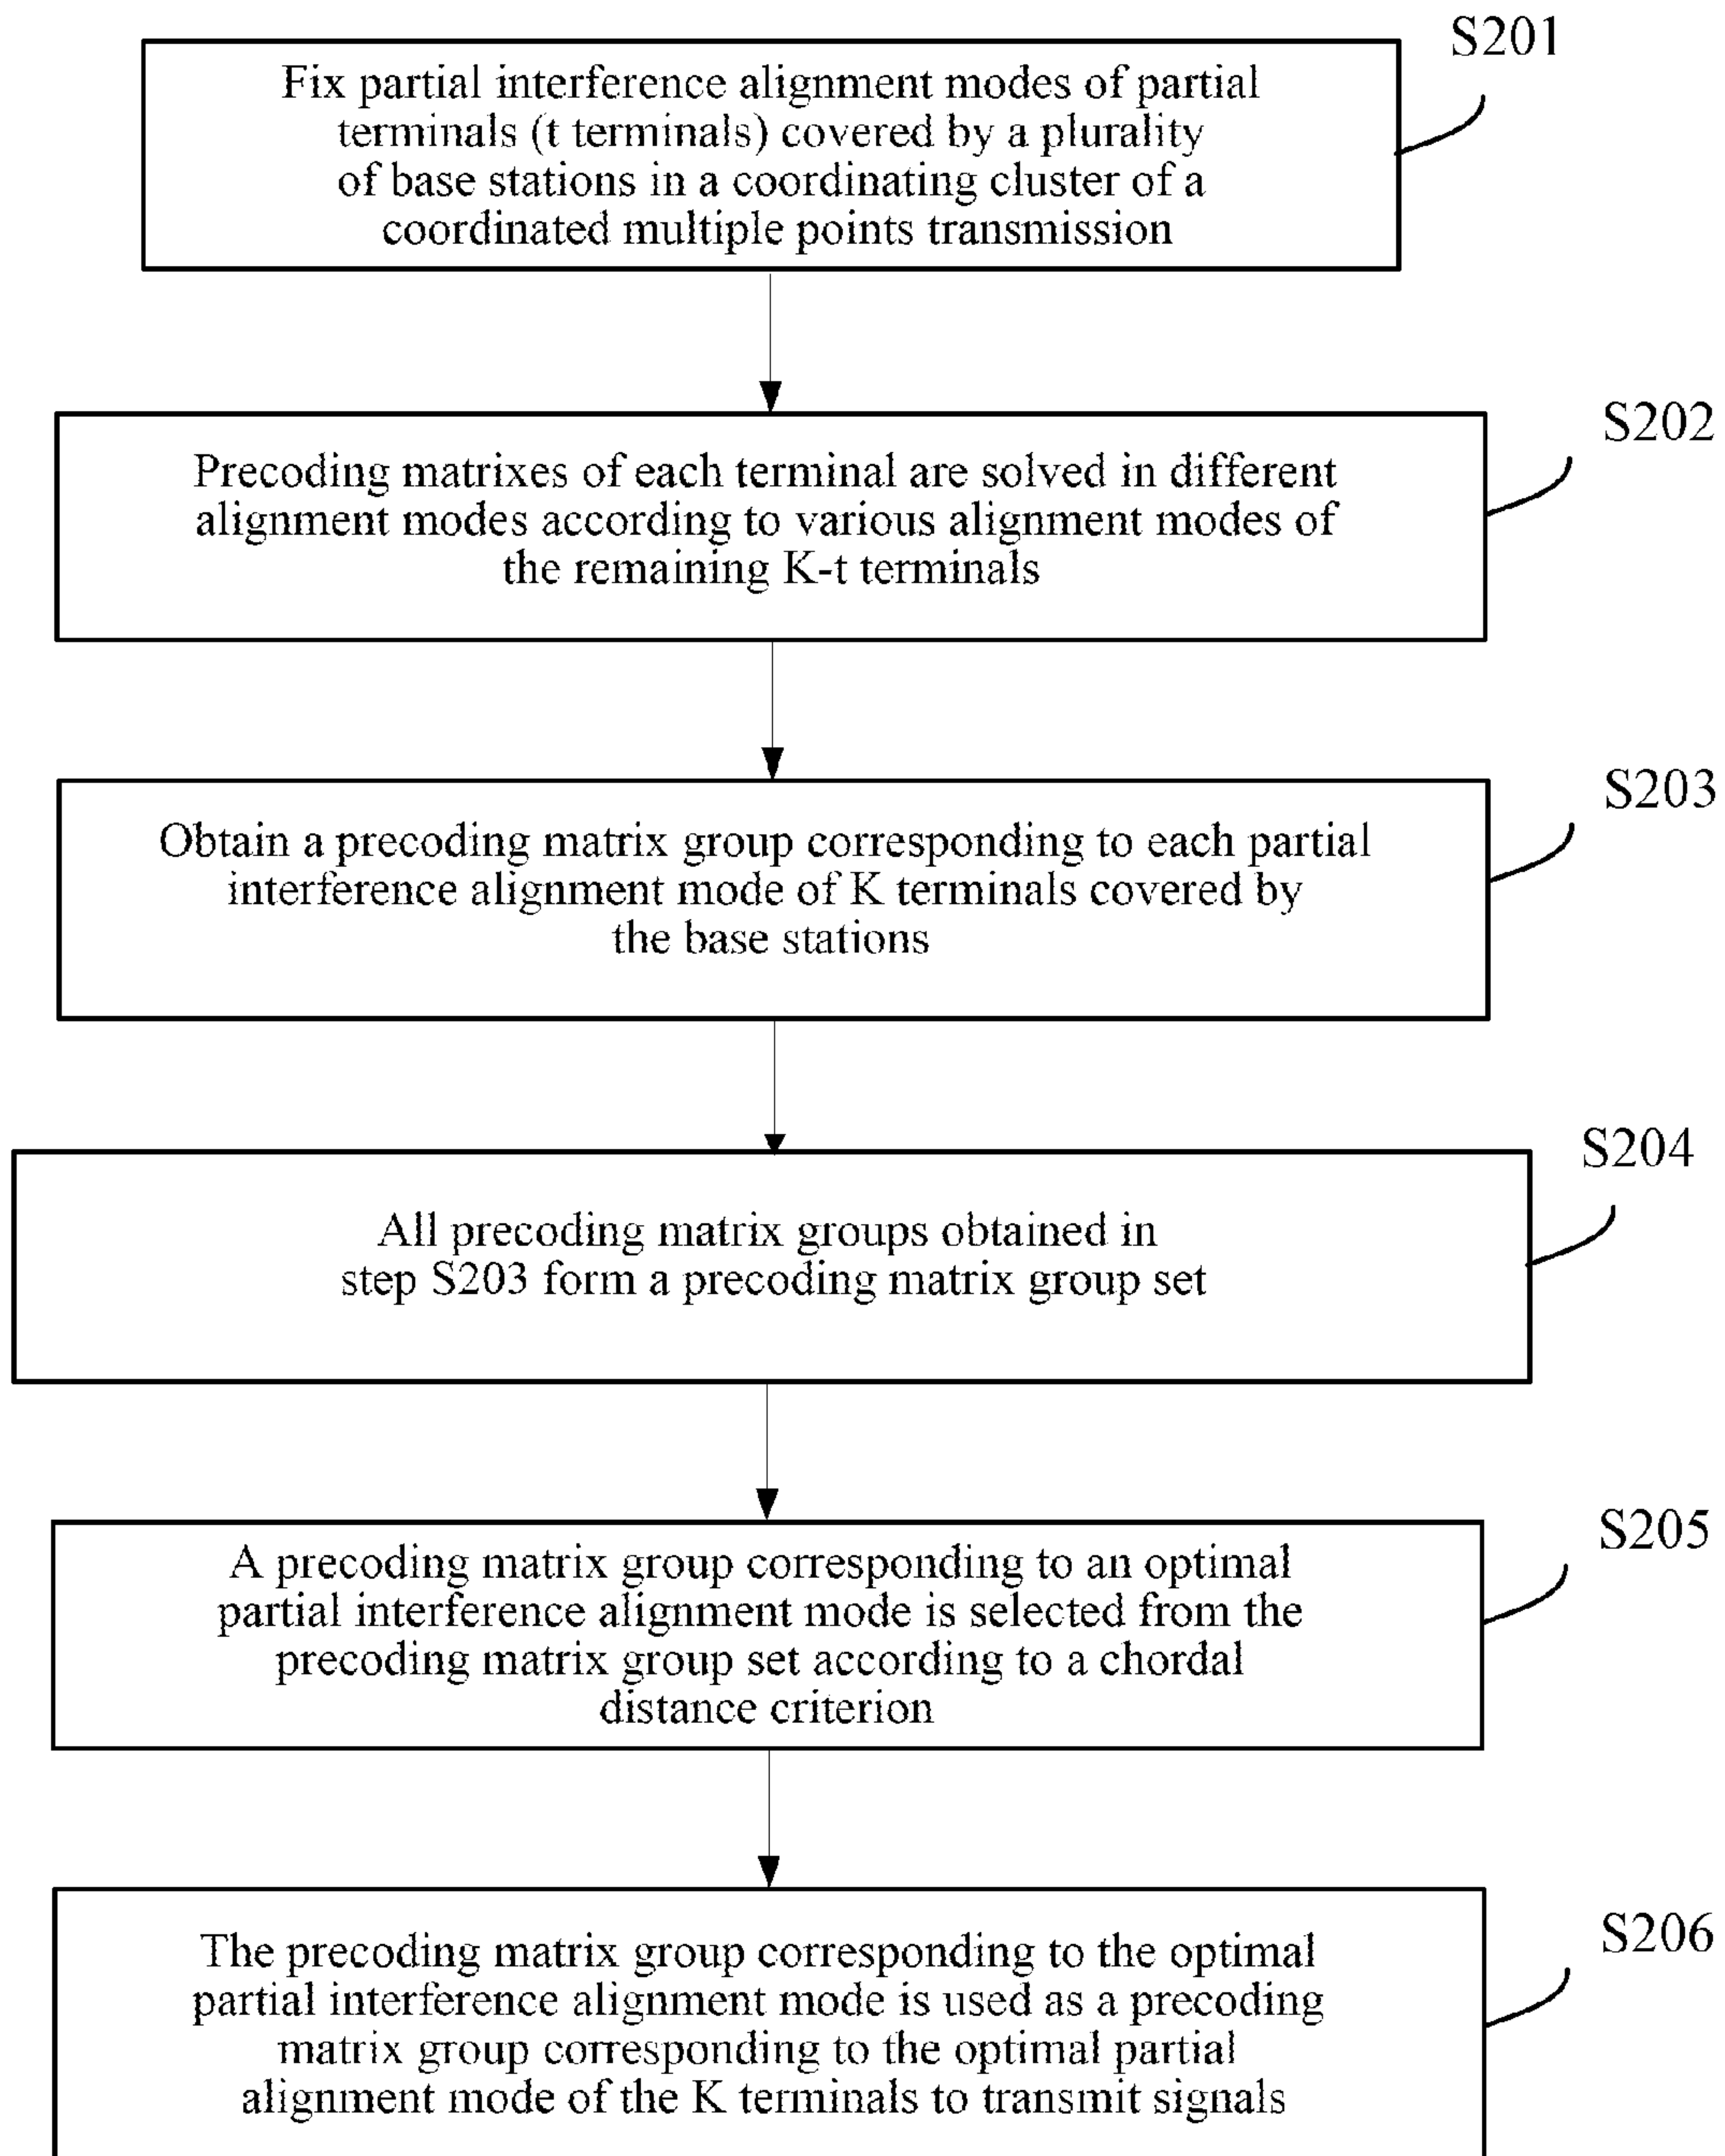 S201
Fix partial interference alignment modes of partial
terminals (t terminals) covered by a plurality
of base stations in a coordinating cluster of a
coordinated multiple points transmission
S202
Precoding matrixes of each terminal are solved in different
alignment modes according to various alignment modes of
the remaining K-t terminals
S203
Obtain a precoding matrix group corresponding to each partial
interference alignment mode of K terminals covered by
the base stations
S204
All precoding matrix groups obtained in
step S203 form a precoding matrix group set
S205
A precoding matrix group corresponding to an optimal
partial interference alignment mode is selected from the
precoding matrix group set according to a chordal
distance criterion
S206
The precoding matrix group corresponding to the optimal
partial interference alignment mode is used as a precoding
matrix group corresponding to the optimal partial
alignment mode of the K terminals to transmit signals